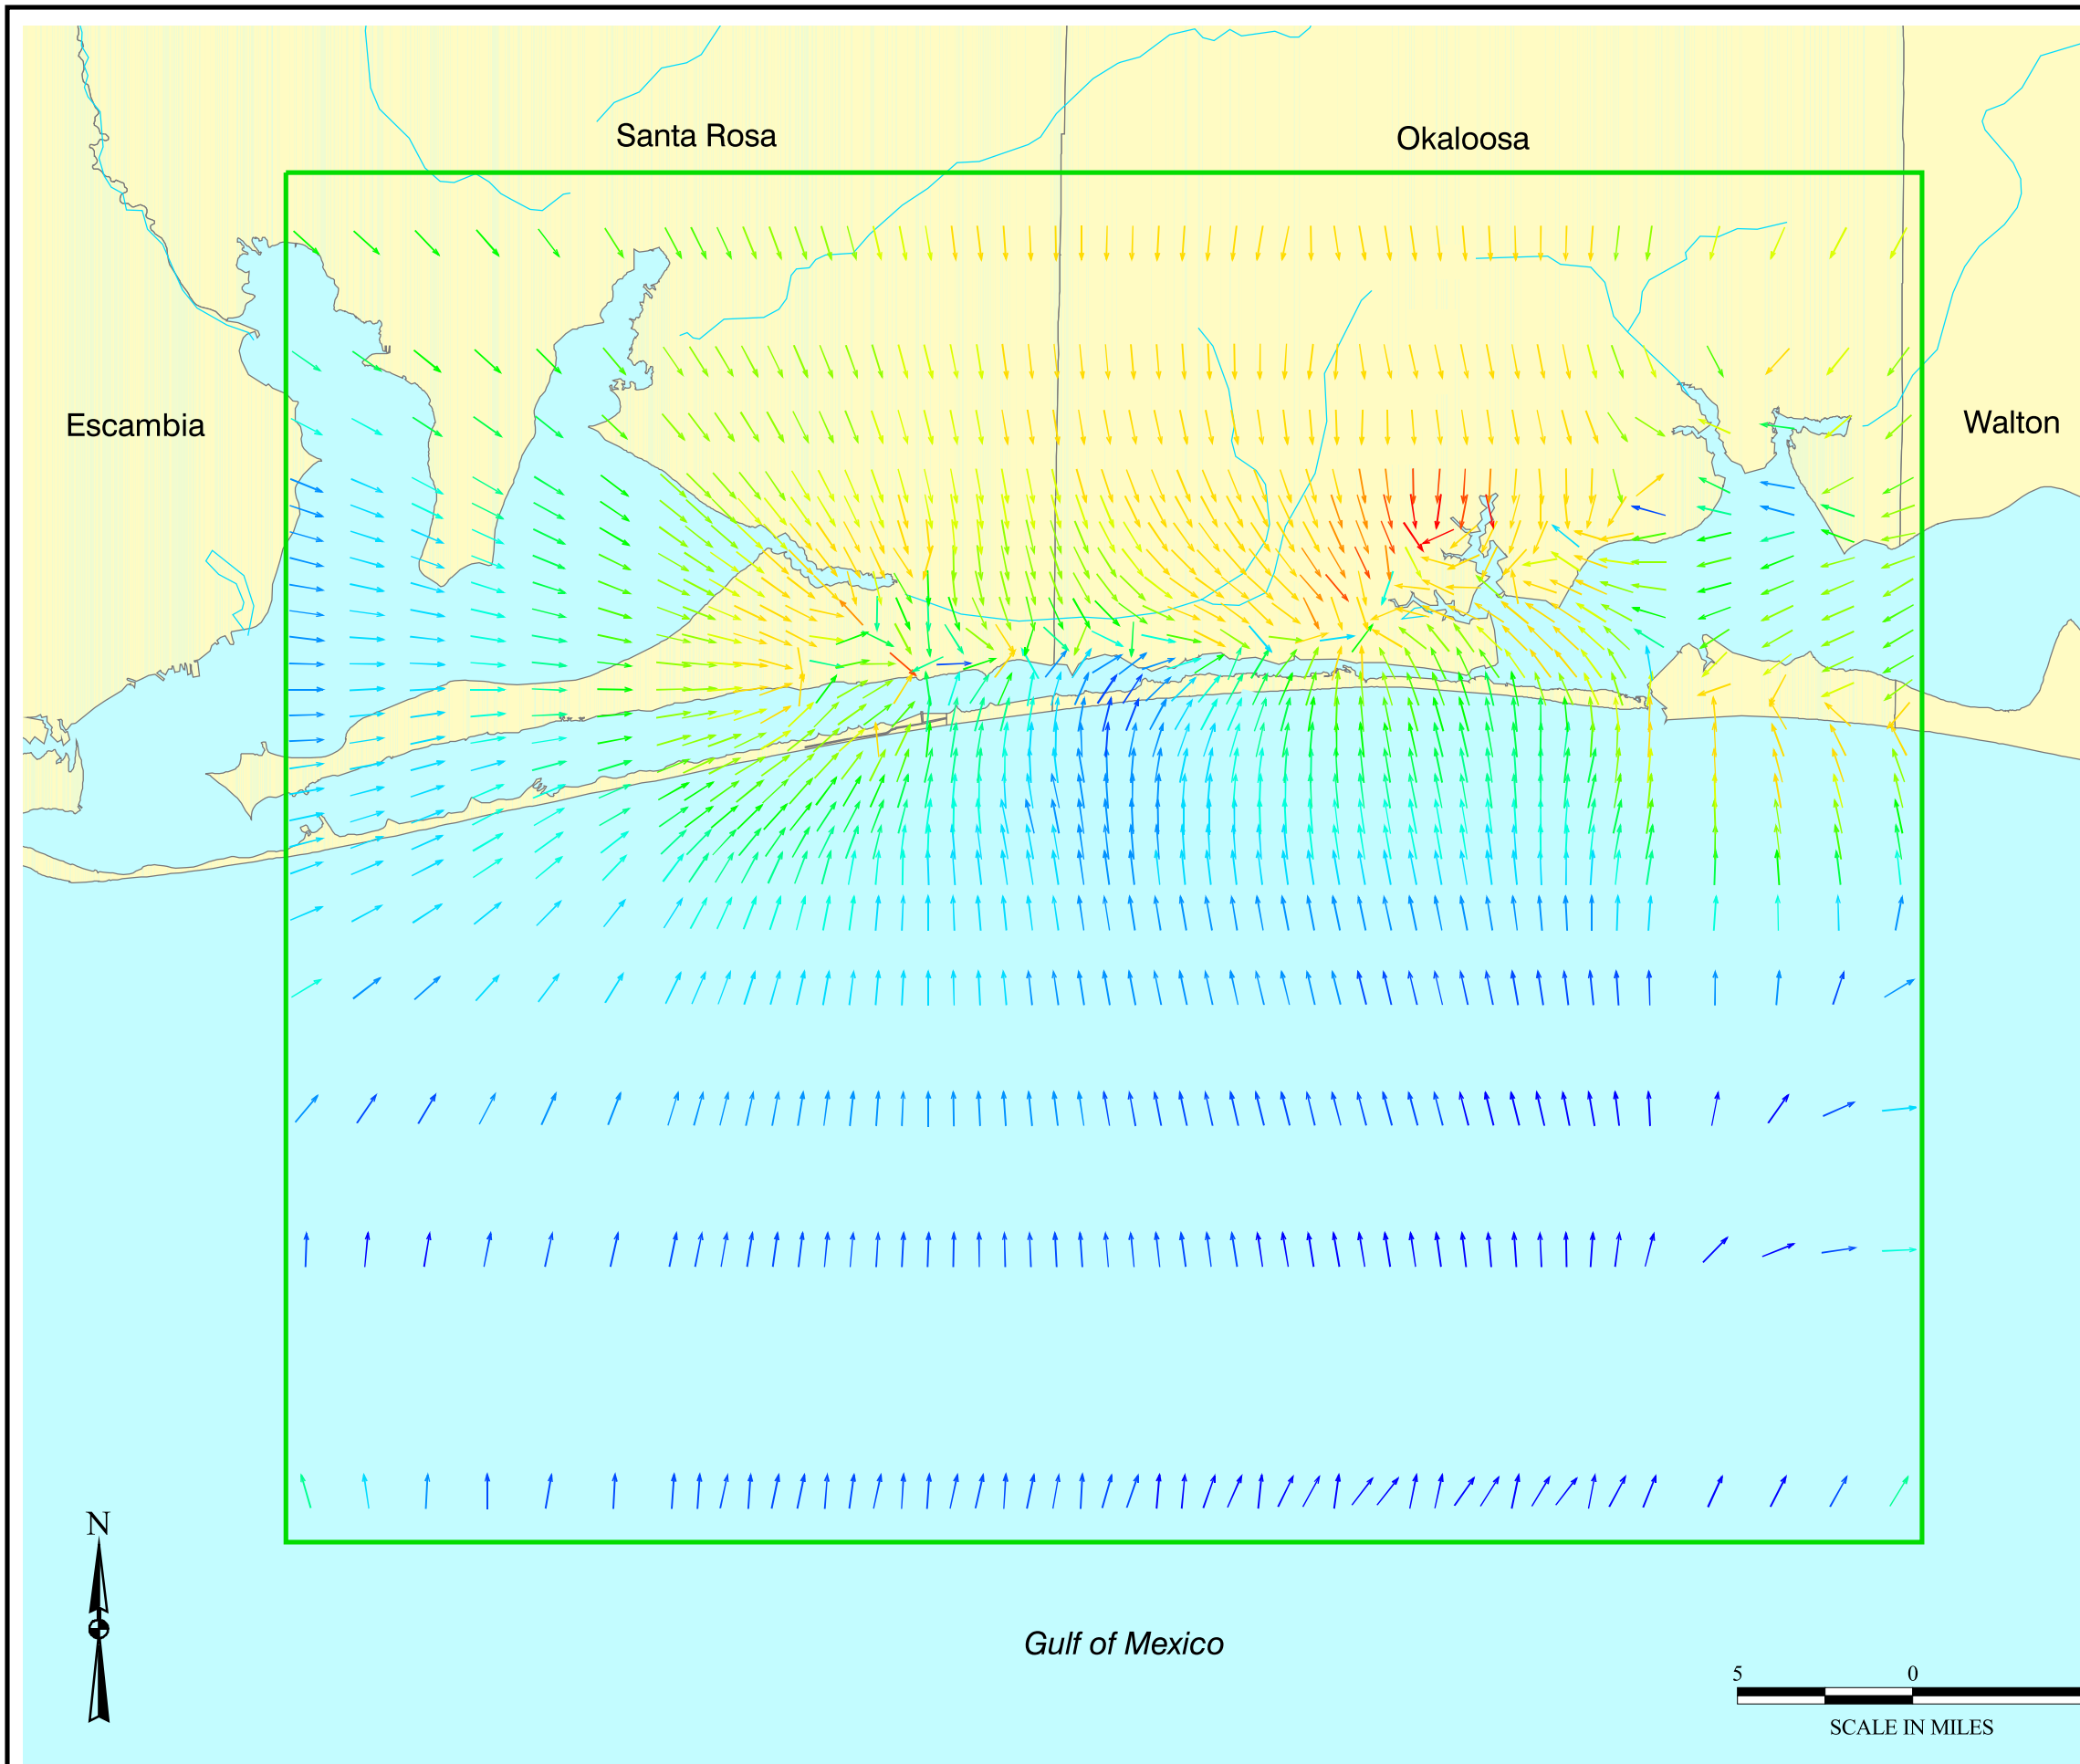 Santa Rosa
Okaloosa
Escambia
Walton
N
Gulf of Mexico
5 0
SCALE IN MILES